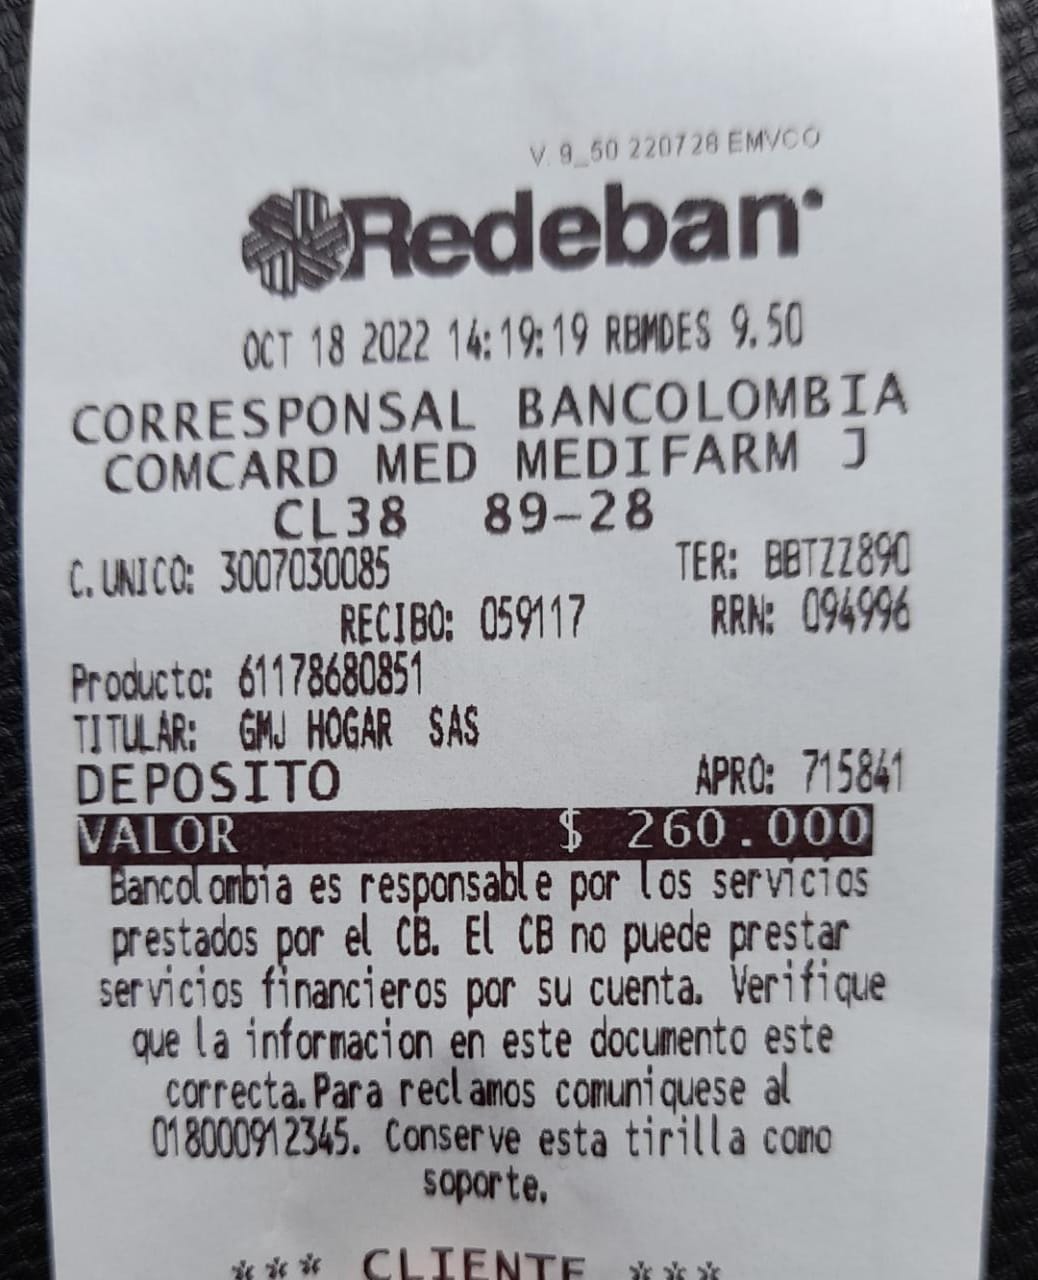 V. 9_50 220728 EMVCO
Redeban
OCT 18 2022 14:19:19 RBMDES 9.50
CORRESPONSAL BANCOLOMBIA
COMCARD MED MEDIFARM J
CL38 89-28
C. UNICO: 3007030085 TER: BBTZZ890
RECIBO: 059117 RRN: 094996
Producto: 61178680851
TITULAR: GMJ HOGAR SAS
DEPOSITO APRO: 715841
VALOR $ 260.000
Bancolombia es responsable por los servicios
prestados por el CB. El CB no puede prestar
servicios financieros por su cuenta. Verifique
que la informacion en este documento este
correcta.Para reclamos comuniquese al
018000912345. Conserve esta tirilla como
soporte.
*** CLIENTE ***